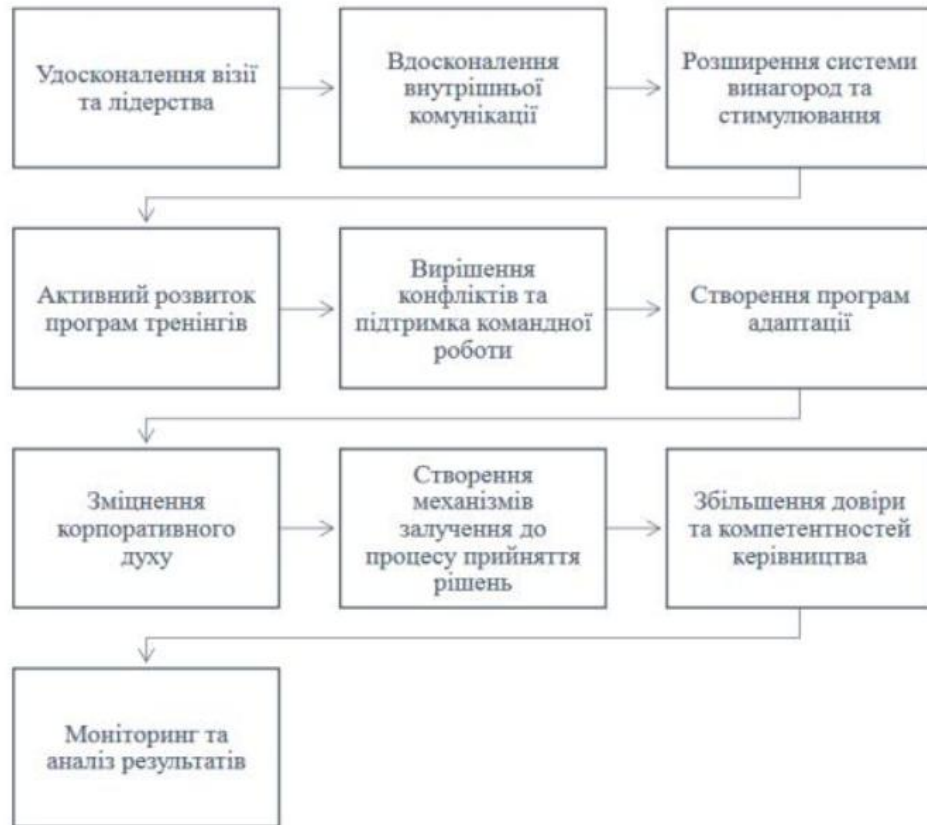 Удосконалення візії
та лідерства
Вдосконалення
внутрішньої
комунікації
Розширення системи
винагород та
стимулювання
Активний розвиток
програм тренінгів
Вирішення
конфліктів та
підтримка командної
роботи
Створення програм
адаптації
Зміцнення
корпоративного
духу
Створення
механізмів
залучення до
процесу прийняття
рішень
Збільшення довіри
та компетентностей
керівництва
Моніторинг та
аналіз результатів